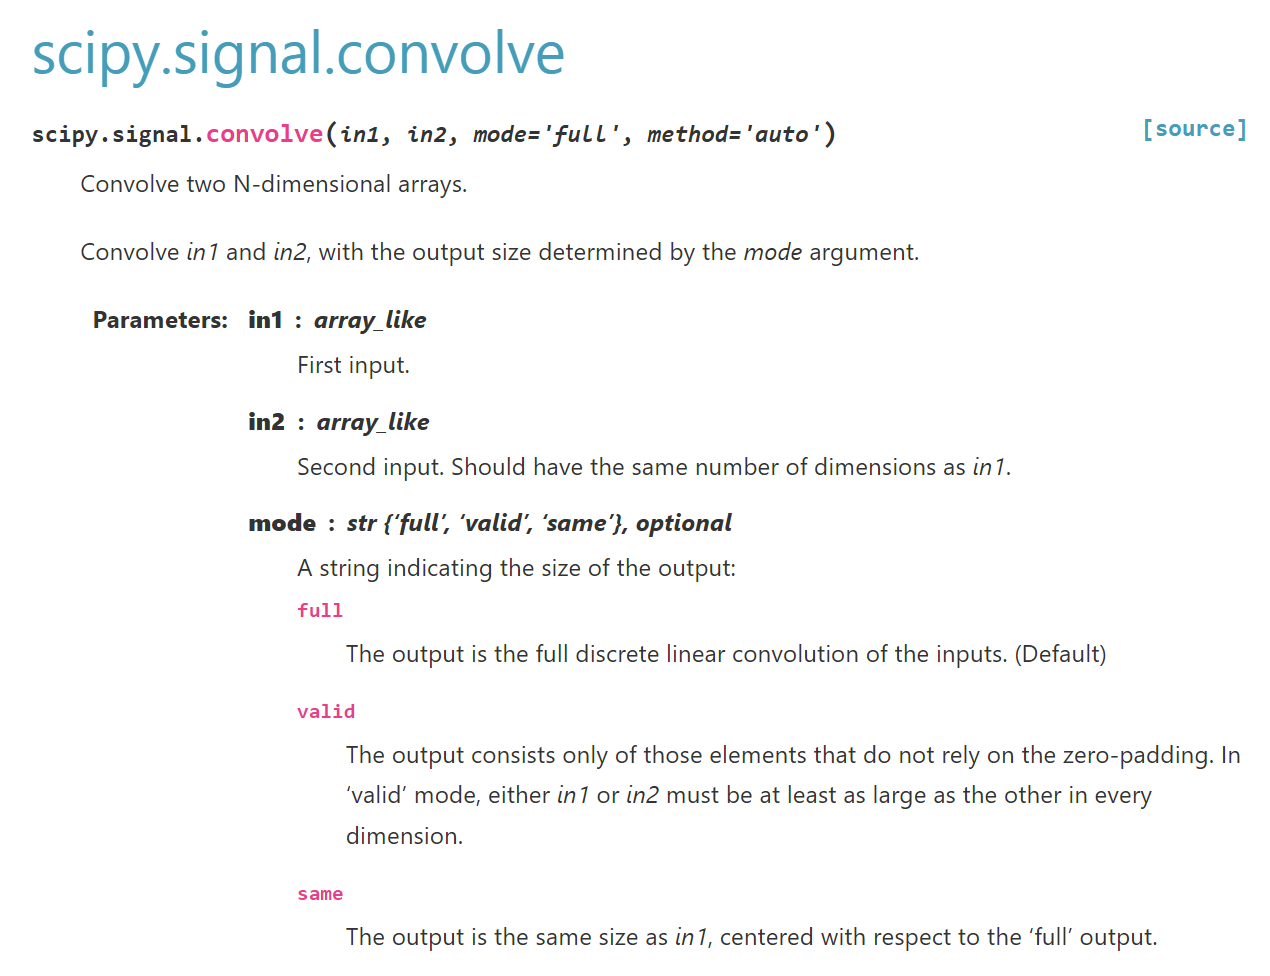 scipy.signal.convolve
scipy.signal.convolve(in1, in2, mode='full', method='auto') [source]
Convolve two N-dimensional arrays.
Convolve in1 and in2, with the output size determined by the mode argument.
Parameters: in1 : array_like
First input.
in2 : array_like
Second input. Should have the same number of dimensions as in1.
mode : str {‘full’, ‘valid’, ‘same’}, optional
A string indicating the size of the output:
full
The output is the full discrete linear convolution of the inputs. (Default)
valid
The output consists only of those elements that do not rely on the zero-padding. In
‘valid’ mode, either in1 or in2 must be at least as large as the other in every
dimension.
same
The output is the same size as in1, centered with respect to the ‘full’ output.